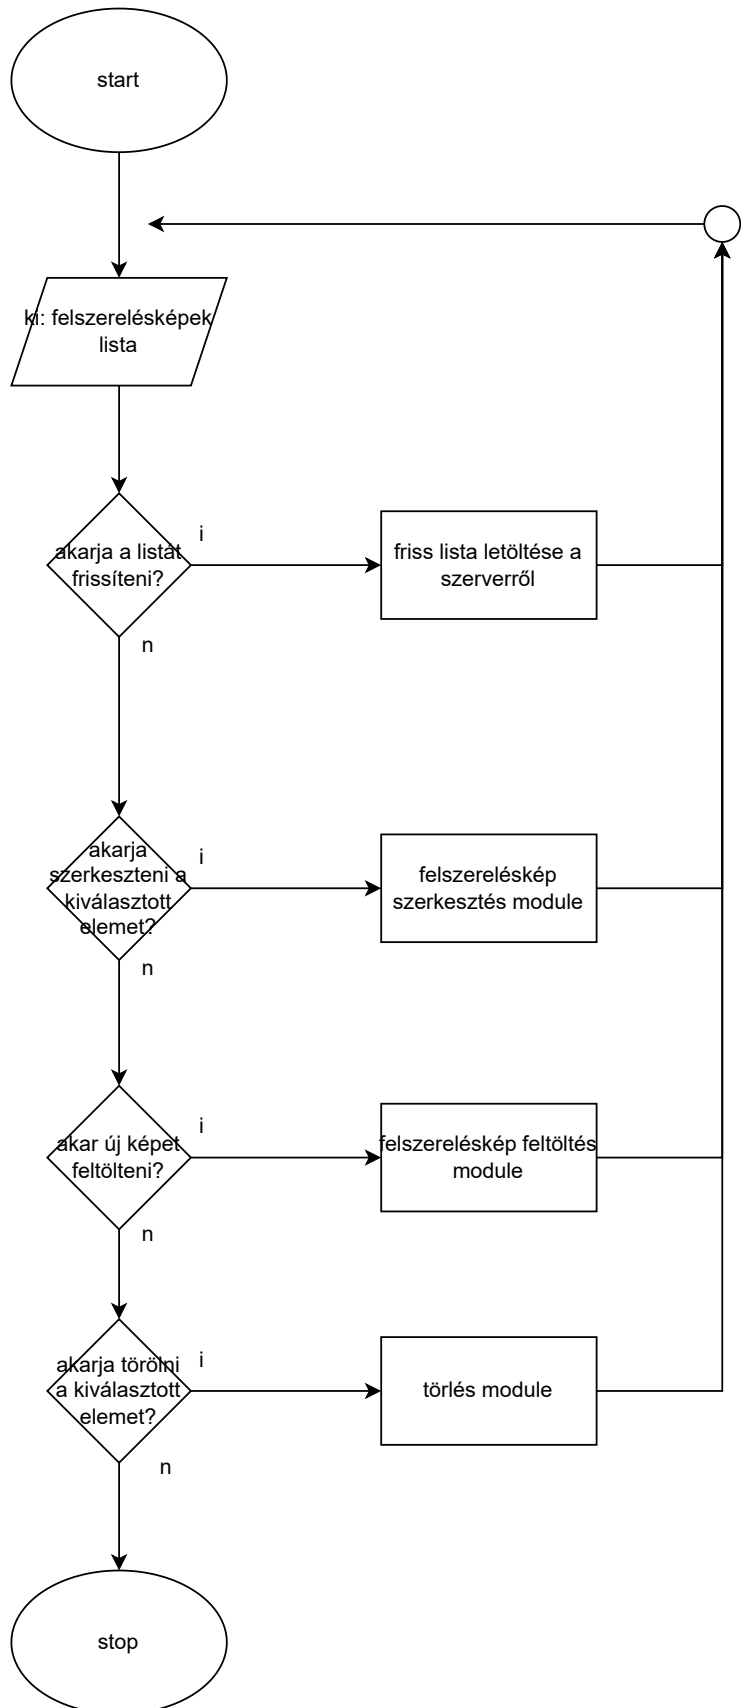 start
ki: felszerelésképek
lista
akarja a listát
frissíteni?
i
friss lista letöltése a
szerverről
n
akarja
szerkeszteni a
kiválasztott
elemet?
i
felszereléskép
szerkesztés module
n
akar új képet
feltölteni?
i
felszereléskép feltöltés
module
n
akarja törölni
a kiválasztott
elemet?
i
törlés module
n
stop